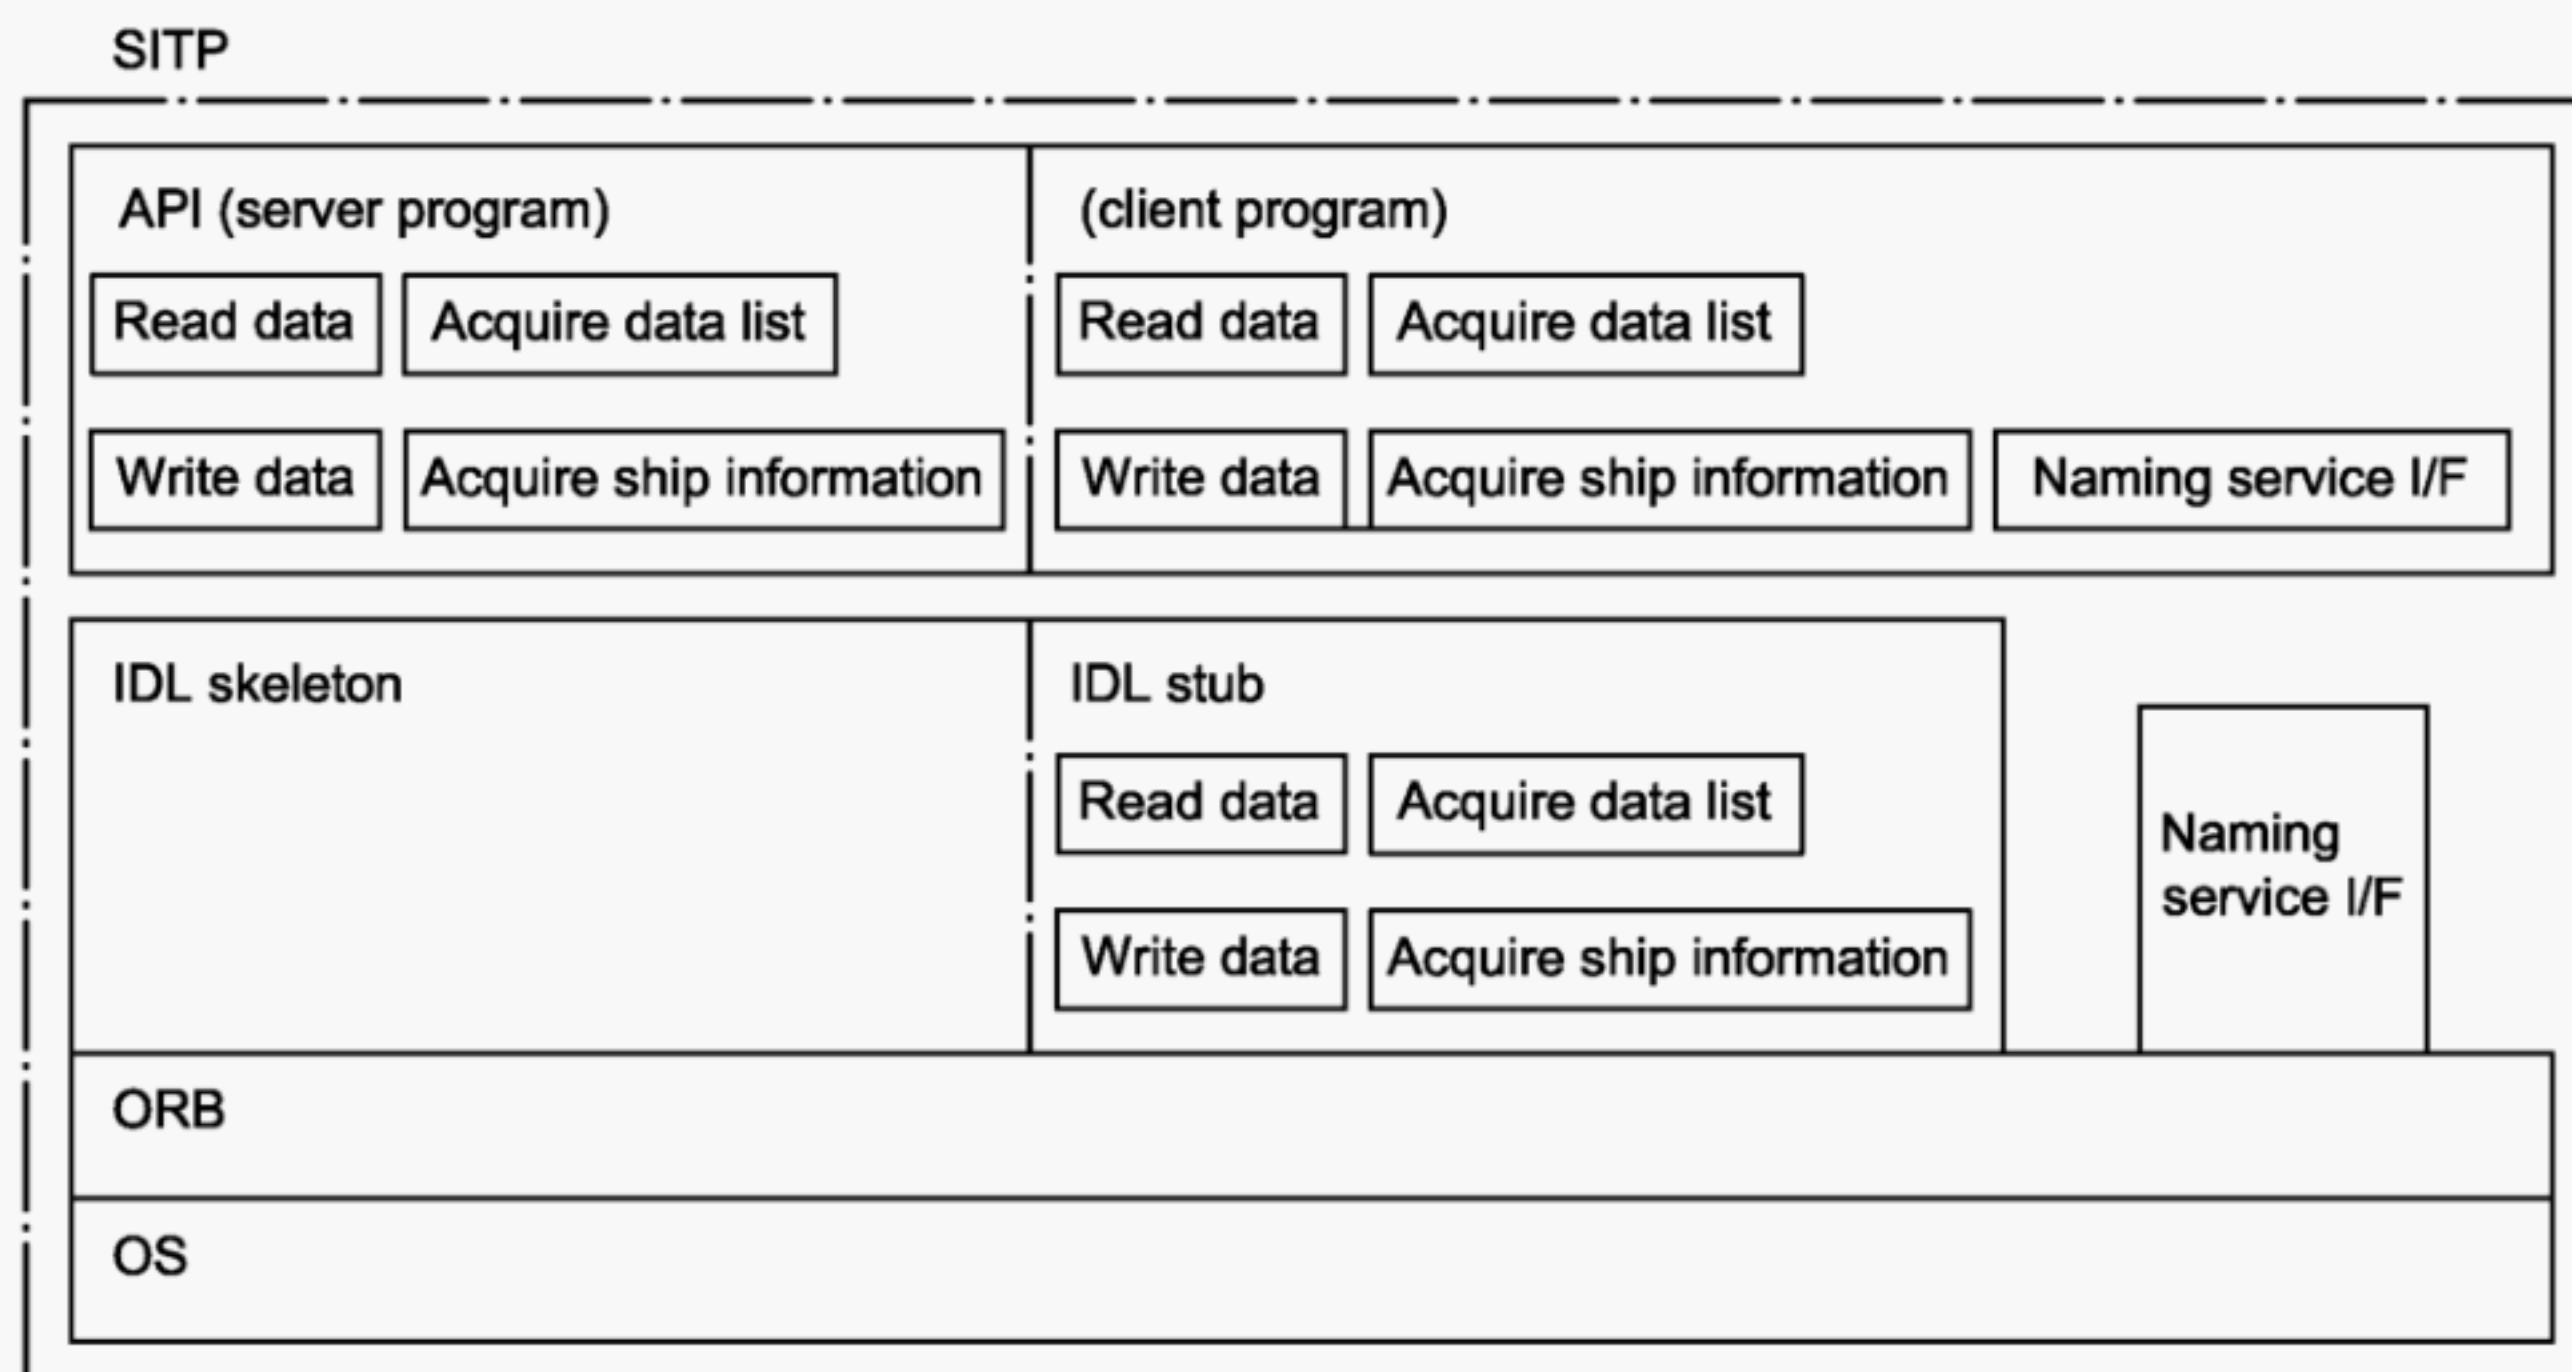 SITP
API (server program)
(client program)
Read data
Acquire data list
Read data
Acquire data list
Write data
Acquire ship information
Write data
Acquire ship information
Naming service I/F
IDL skeleton
IDL stub
Read data
Acquire data list
Naming
service I/F
Write data
Acquire ship information
ORB
OS